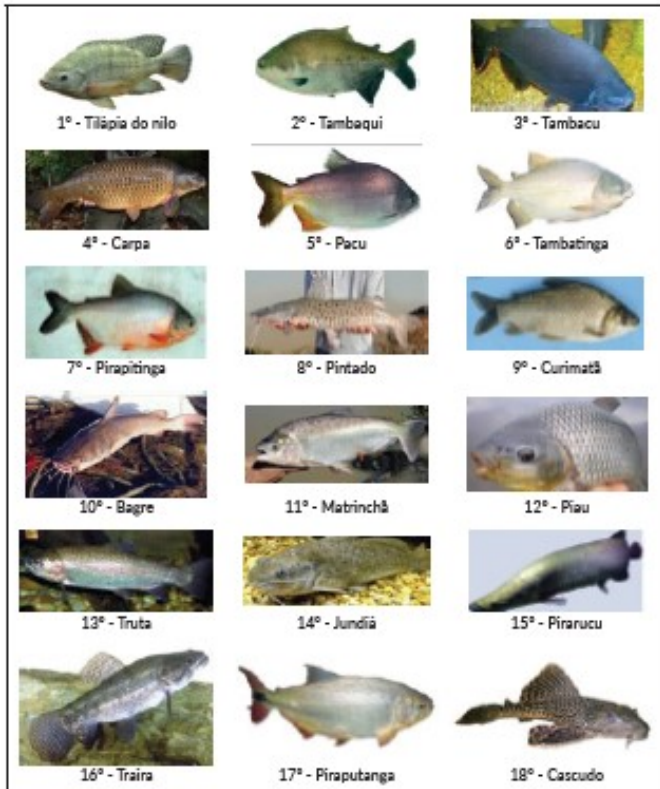 1º - Tilápia do nilo
2º - Tambaqui
3º - Tambacu
4º - Carpa
5º - Pacu
6º - Tambatinga
7º - Pirapitinga
8º - Pintado
9º - Curimatã
10º - Bagre
11º - Matrinchã
12º - Piau
13º - Truta
14º - Jundiá
15º - Pirarucu
16º - Traira
17º - Piraputanga
18º - Cascudo